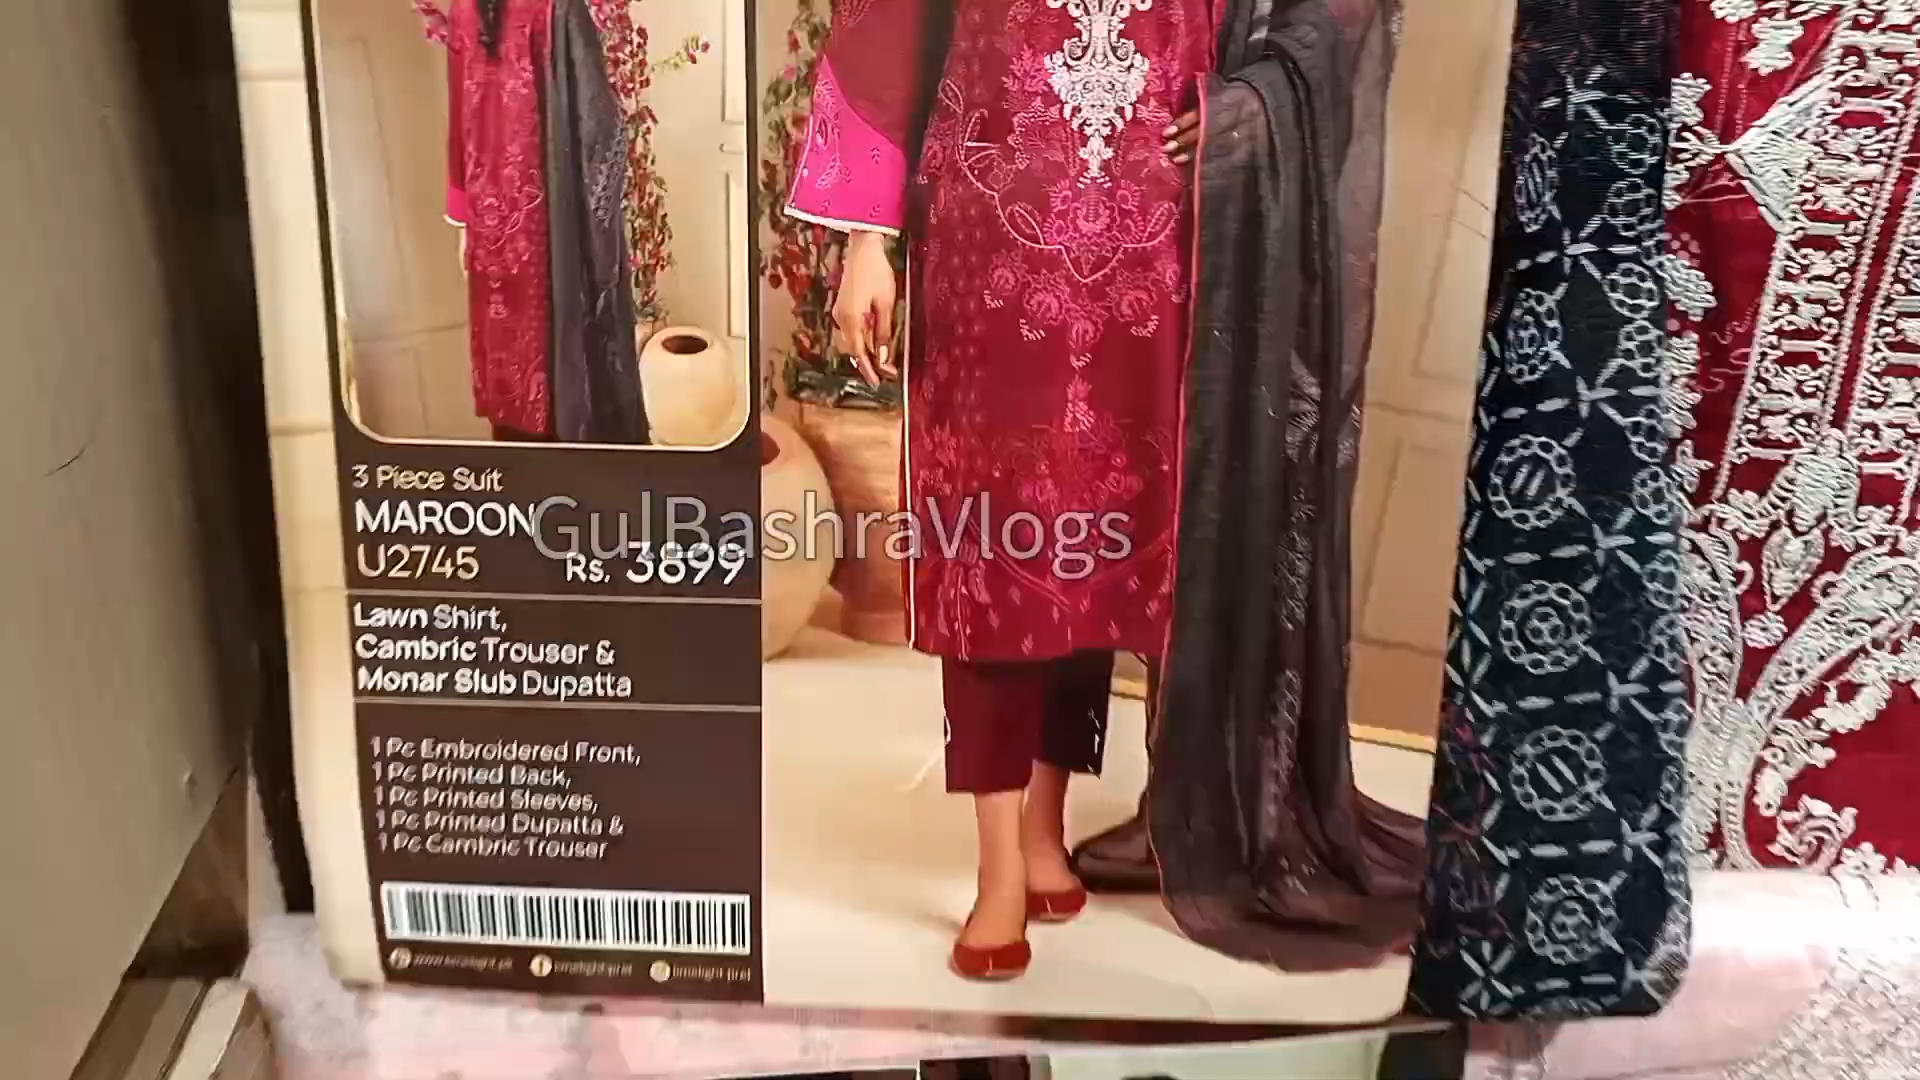 3 Piece Suit
MAROON
U2745
Rs. 3899
GulBashraVlogs
Lawn Shirt,
Cambric Trouser &
Monar Slub Dupatta
1 Pc Embroidered Front,
1 Pc Printed Back,
1 Pc Printed Sleeves,
1 Pc Printed Dupatta &
1 Pc Cambric Trouser